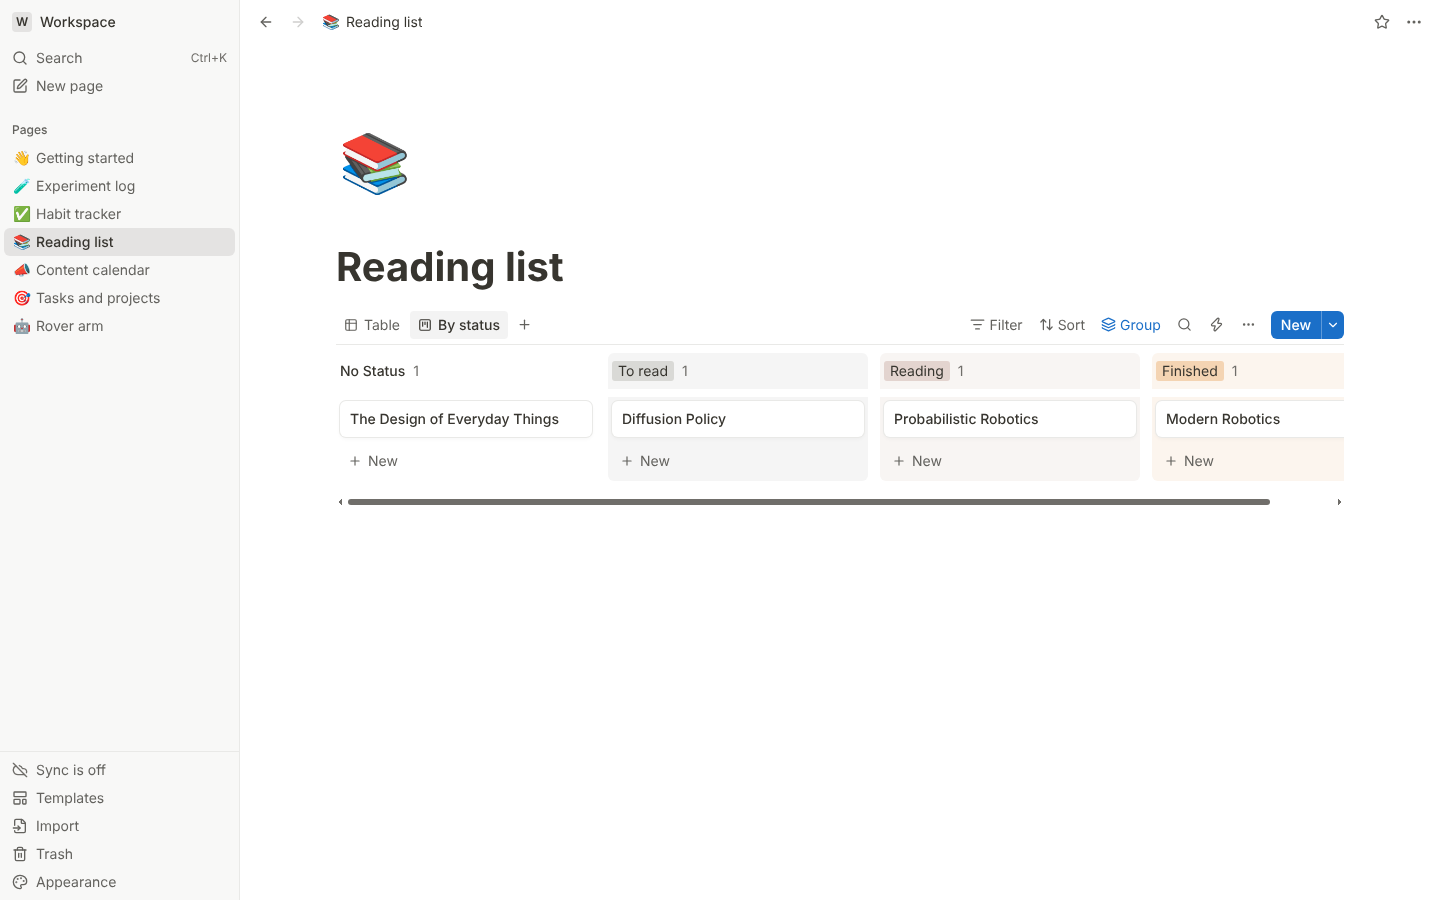 W Workspace
Search Ctrl+K
New page
Pages
Getting started
Experiment log
Habit tracker
Reading list
Content calendar
Tasks and projects
Rover arm
Sync is off
Templates
Import
Trash
Appearance
Reading list
Reading list
Table By status Filter Sort Group New
No Status 1 To read 1 Reading 1 Finished 1
The Design of Everyday Things Diffusion Policy Probabilistic Robotics Modern Robotics
New New New New